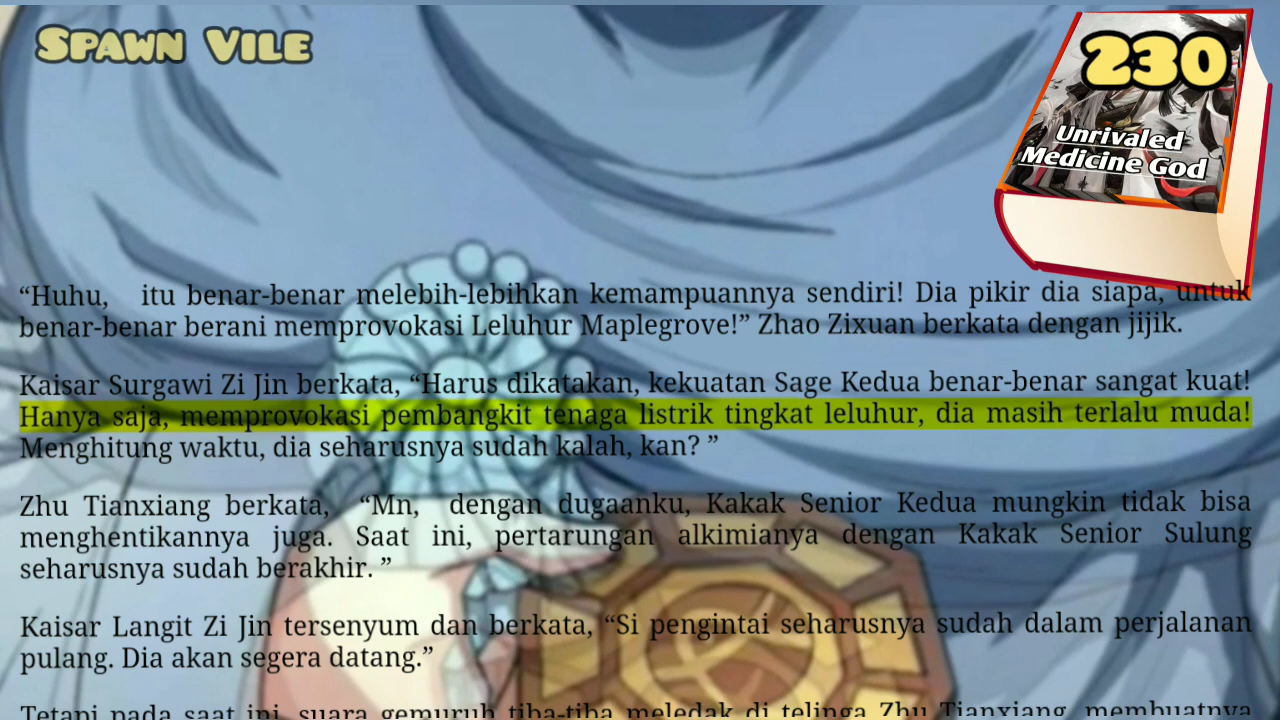 Spawn Vile
230
Unrivaled
Medicine God
“Huhu, itu benar-benar melebih-lebihkan kemampuannya sendiri! Dia pikir dia siapa, untuk
benar-benar berani memprovokasi Leluhur Maplegrove!” Zhao Zixuan berkata dengan jijik.
Kaisar Surgawi Zi Jin berkata, “Harus dikatakan, kekuatan Sage Kedua benar-benar sangat kuat!
Hanya saja, memprovokasi pembangkit tenaga listrik tingkat leluhur, dia masih terlalu muda!
Menghitung waktu, dia seharusnya sudah kalah, kan? ”
Zhu Tianxiang berkata, “Mn, dengan dugaanku, Kakak Senior Kedua mungkin tidak bisa
menghentikannya juga. Saat ini, pertarungan alkimianya dengan Kakak Senior Sulung
seharusnya sudah berakhir. ”
Kaisar Langit Zi Jin tersenyum dan berkata, “Si pengintai seharusnya sudah dalam perjalanan
pulang. Dia akan segera datang.”
Tetapi pada saat ini, suara gemuruh tiba-tiba meledak di telinga Zhu Tianxiang, membuatnya